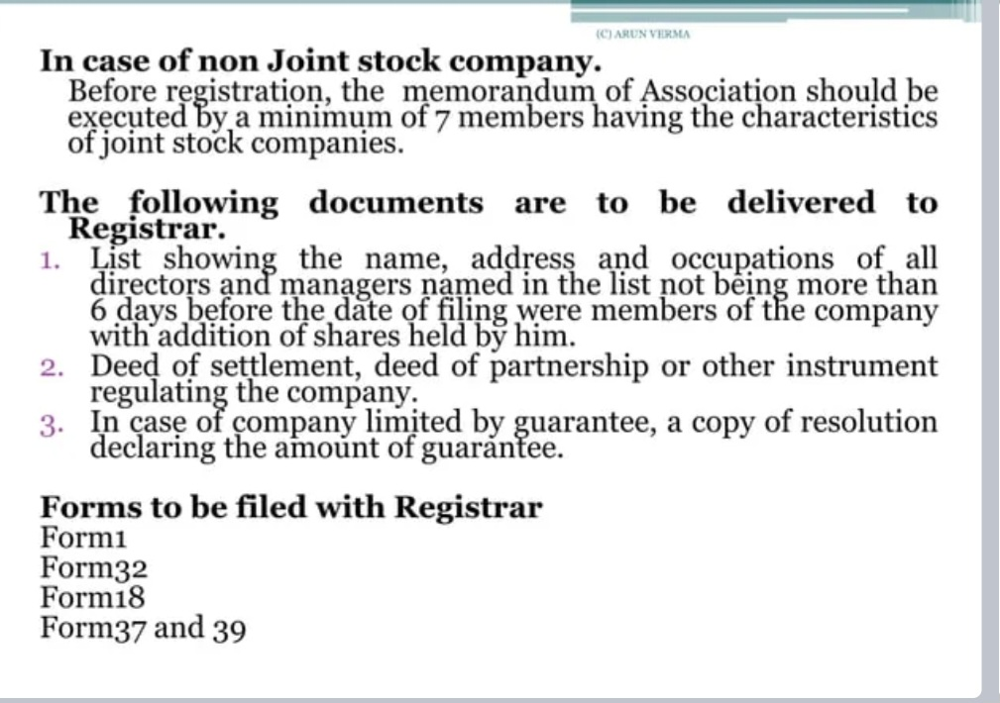 (C) ARUN VERMA
In case of non Joint stock company.
Before registration, the memorandum of Association should be
executed by a minimum of 7 members having the characteristics
of joint stock companies.
The following documents are to be delivered to
Registrar.
1. List showing the name, address and occupations of all
directors and managers named in the list not being more than
6 days before the date of filing were members of the company
with addition of shares held by him.
2. Deed of settlement, deed of partnership or other instrument
regulating the company.
3. In case of company limited by guarantee, a copy of resolution
declaring the amount of guarantee.
Forms to be filed with Registrar
Form1
Form32
Form18
Form37 and 39